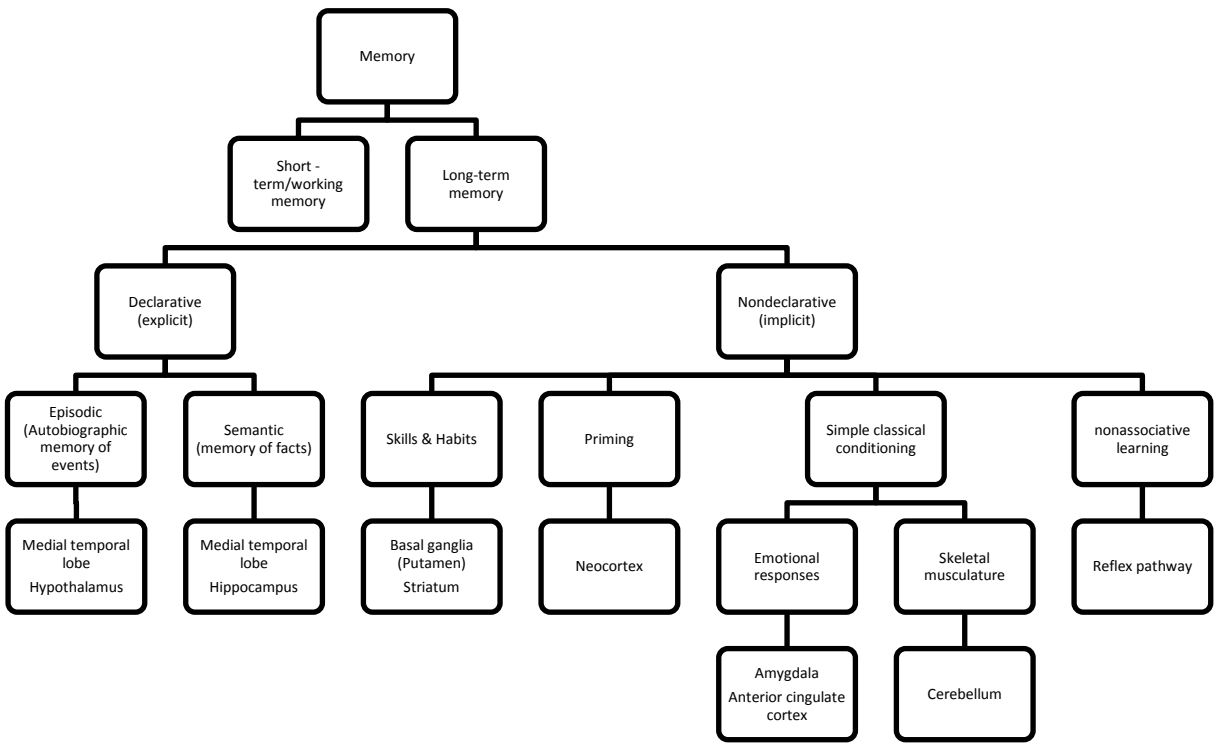 Memory
Short -
term/working
memory
Long-term
memory
Declarative
(explicit)
Nondeclarative
(implicit)
Episodic
(Autobiographic
memory of
events)
Semantic
(memory of facts)
Skills & Habits
Priming
Simple classical
conditioning
nonassociative
learning
Medial temporal
lobe
Hypothalamus
Medial temporal
lobe
Hippocampus
Basal ganglia
(Putamen)
Striatum
Neocortex
Emotional
responses
Skeletal
musculature
Reflex pathway
Amygdala
Anterior cingulate
cortex
Cerebellum